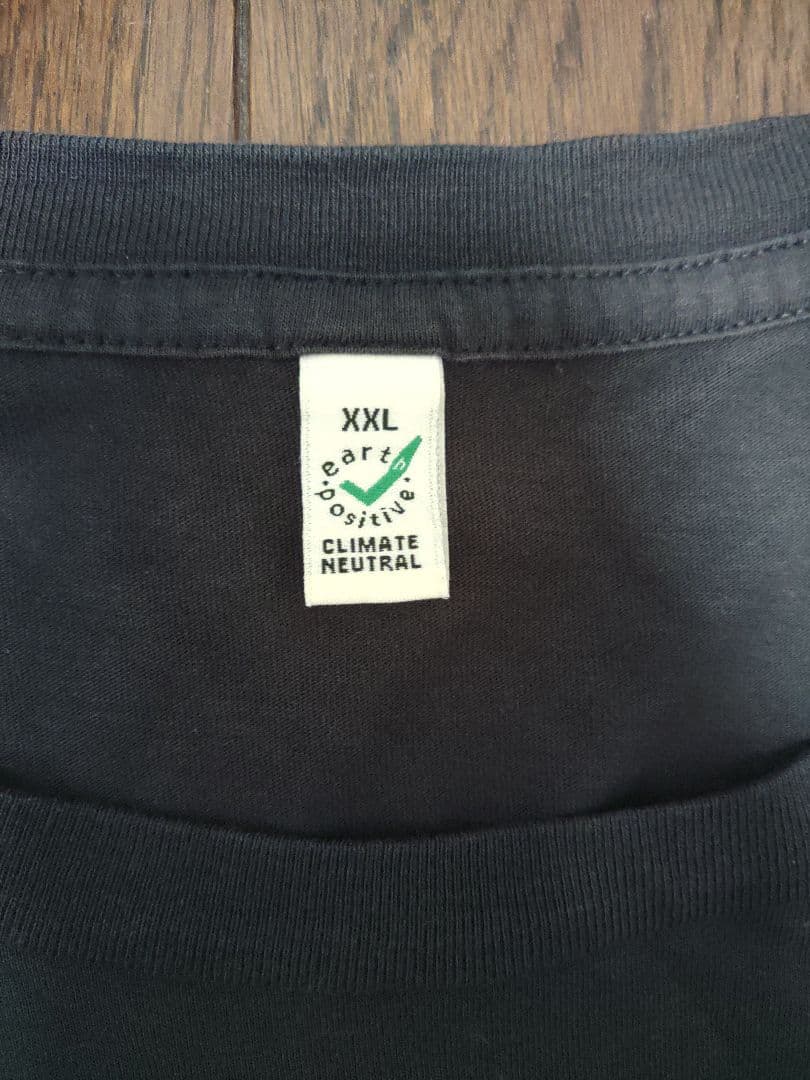 XXL
earth
positive
CLIMATE
NEUTRAL